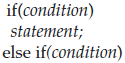 if(condition)
statement;
else if(condition)